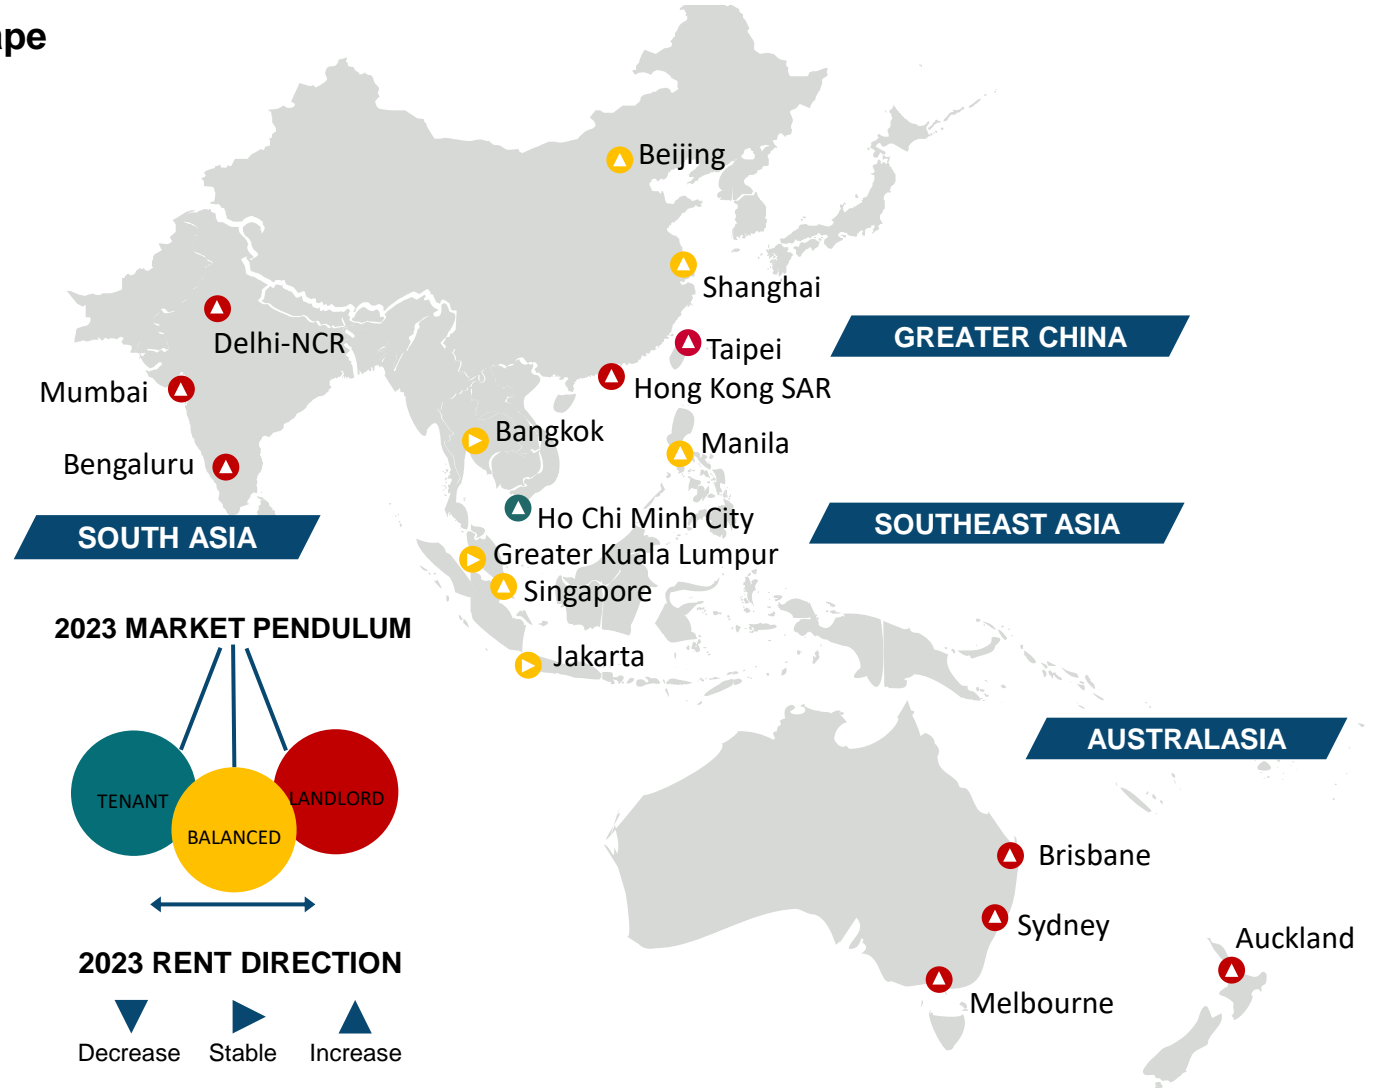 ape
Beijing
Shanghai
GREATER CHINA
Delhi-NCR
Taipei
Mumbai
Hong Kong SAR
Bangkok
Manila
Bengaluru
SOUTH ASIA
Ho Chi Minh City
SOUTHEAST ASIA
Greater Kuala Lumpur
Singapore
2023 MARKET PENDULUM
Jakarta
AUSTRALASIA
TENANT
LANDLORD
BALANCED
Brisbane
Sydney
Auckland
2023 RENT DIRECTION
Melbourne
Decrease Stable Increase